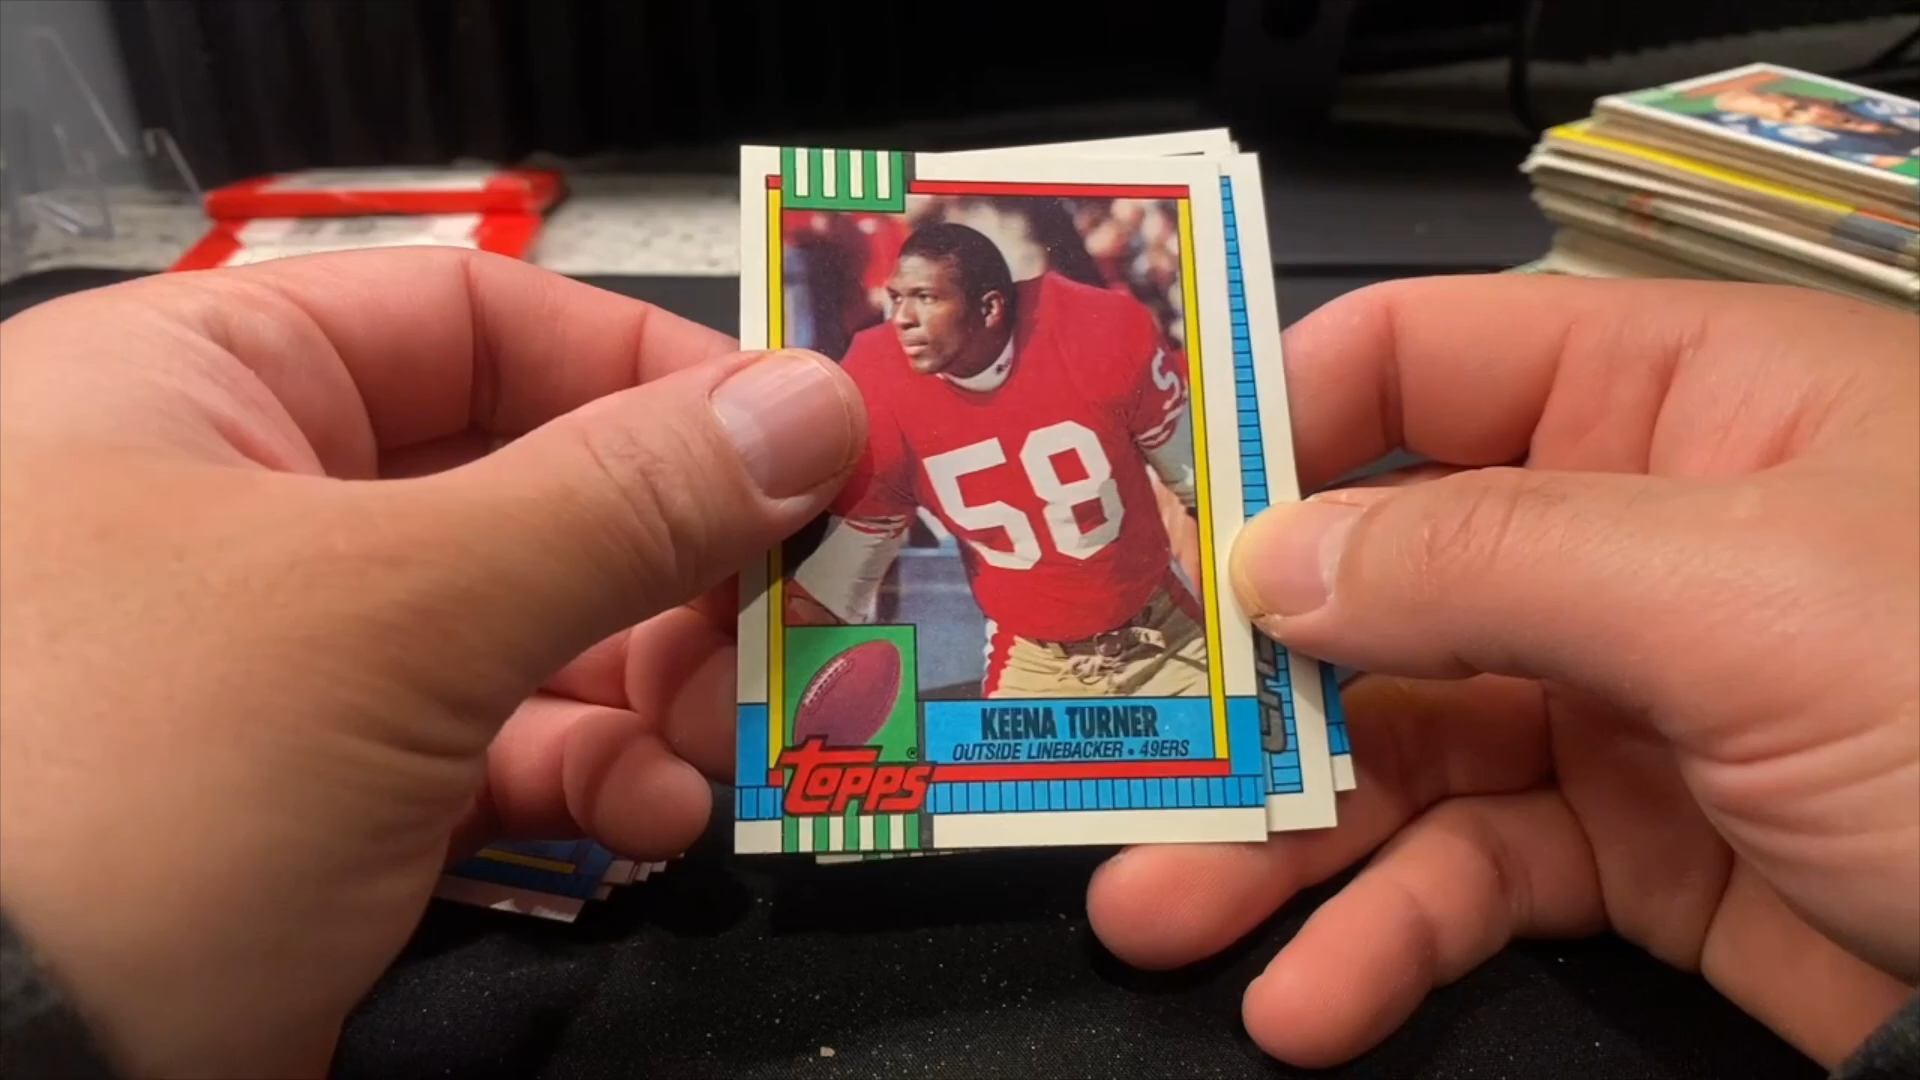 58
58
KEENA TURNER
OUTSIDE LINEBACKER • 49ERS
TOPPS®